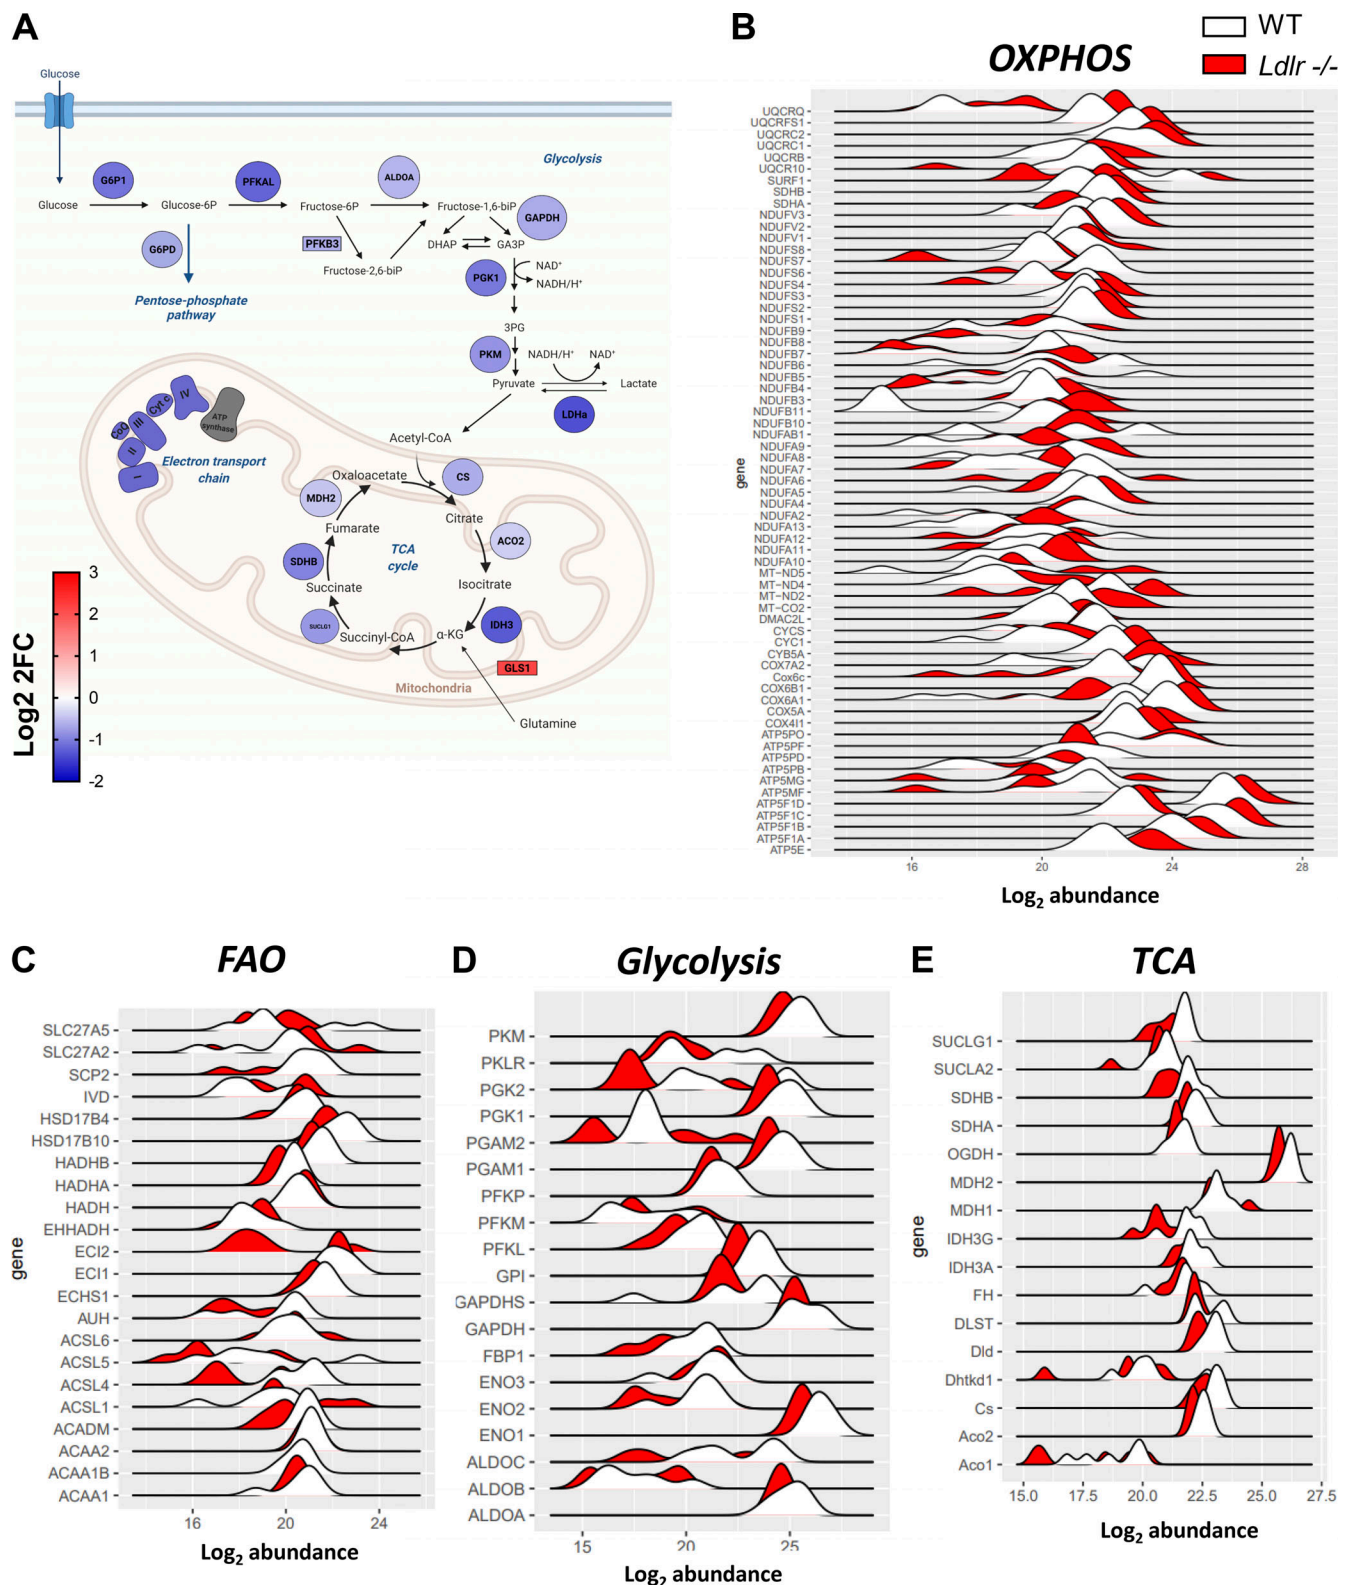 A
Glucose
Glycolysis
G6P1
PFKAL
ALDOA
GAPDH
Glucose
Glucose-6P
Fructose-6P
Fructose-1,6-biP
G6PD
PFKB3
DHAP
GA3P
Fructose-2,6-biP
PGK1
NAD⁺
NADH/H⁺
Pentose-phosphate
pathway
3PG
PKM
NADH/H⁺
NAD⁺
Pyruvate
Lactate
LDHa
Acetyl-CoA
I
II
CoQ
III
Cyt c
IV
ATP
synthase
Electron transport
chain
Oxaloacetate
CS
MDH2
Citrate
Fumarate
ACO2
SDHB
TCA
cycle
Isocitrate
Succinate
SUCLG1
Succinyl-CoA
α-KG
IDH3
GLS1
Mitochondria
Glutamine
Log2 2FC
3
2
1
0
-1
-2
B
OXPHOS
WT
Ldlr -/-
gene
UQCRQ
UQCRFS1
UQCRC2
UQCRC1
UQCRB
UQCR10
SURF1
SDHB
SDHA
NDUFV3
NDUFV2
NDUFV1
NDUFS8
NDUFS7
NDUFS6
NDUFS4
NDUFS3
NDUFS2
NDUFS1
NDUFB9
NDUFB8
NDUFB7
NDUFB6
NDUFB5
NDUFB4
NDUFB3
NDUFB11
NDUFB10
NDUFAB1
NDUFA9
NDUFA8
NDUFA7
NDUFA6
NDUFA5
NDUFA4
NDUFA2
NDUFA13
NDUFA12
NDUFA11
NDUFA10
MT−ND5
MT−ND4
MT−ND2
MT−CO2
DMAC2L
CYCS
CYC1
CYB5A
COX7A2
Cox6c
COX6B1
COX6A1
COX5A
COX4I1
ATP5PO
ATP5PF
ATP5PD
ATP5PB
ATP5MG
ATP5MF
ATP5F1D
ATP5F1C
ATP5F1B
ATP5F1A
ATP5E
16 20 24 28
Log₂ abundance
C
FAO
gene
SLC27A5
SLC27A2
SCP2
IVD
HSD17B4
HSD17B10
HADHB
HADHA
HADH
EHHADH
ECI2
ECI1
ECHS1
AUH
ACSL6
ACSL5
ACSL4
ACSL1
ACADM
ACAA2
ACAA1B
ACAA1
16 20 24
Log₂ abundance
D
Glycolysis
PKM
PKLR
PGK2
PGK1
PGAM2
PGAM1
PFKP
PFKM
PFKL
GPI
GAPDHS
GAPDH
FBP1
ENO3
ENO2
ENO1
ALDOC
ALDOB
ALDOA
15 20 25
Log₂ abundance
E
TCA
gene
SUCLG1
SUCLA2
SDHB
SDHA
OGDH
MDH2
MDH1
IDH3G
IDH3A
FH
DLST
Dld
Dhtkd1
Cs
Aco2
Aco1
15.0 17.5 20.0 22.5 25.0 27.5
Log₂ abundance